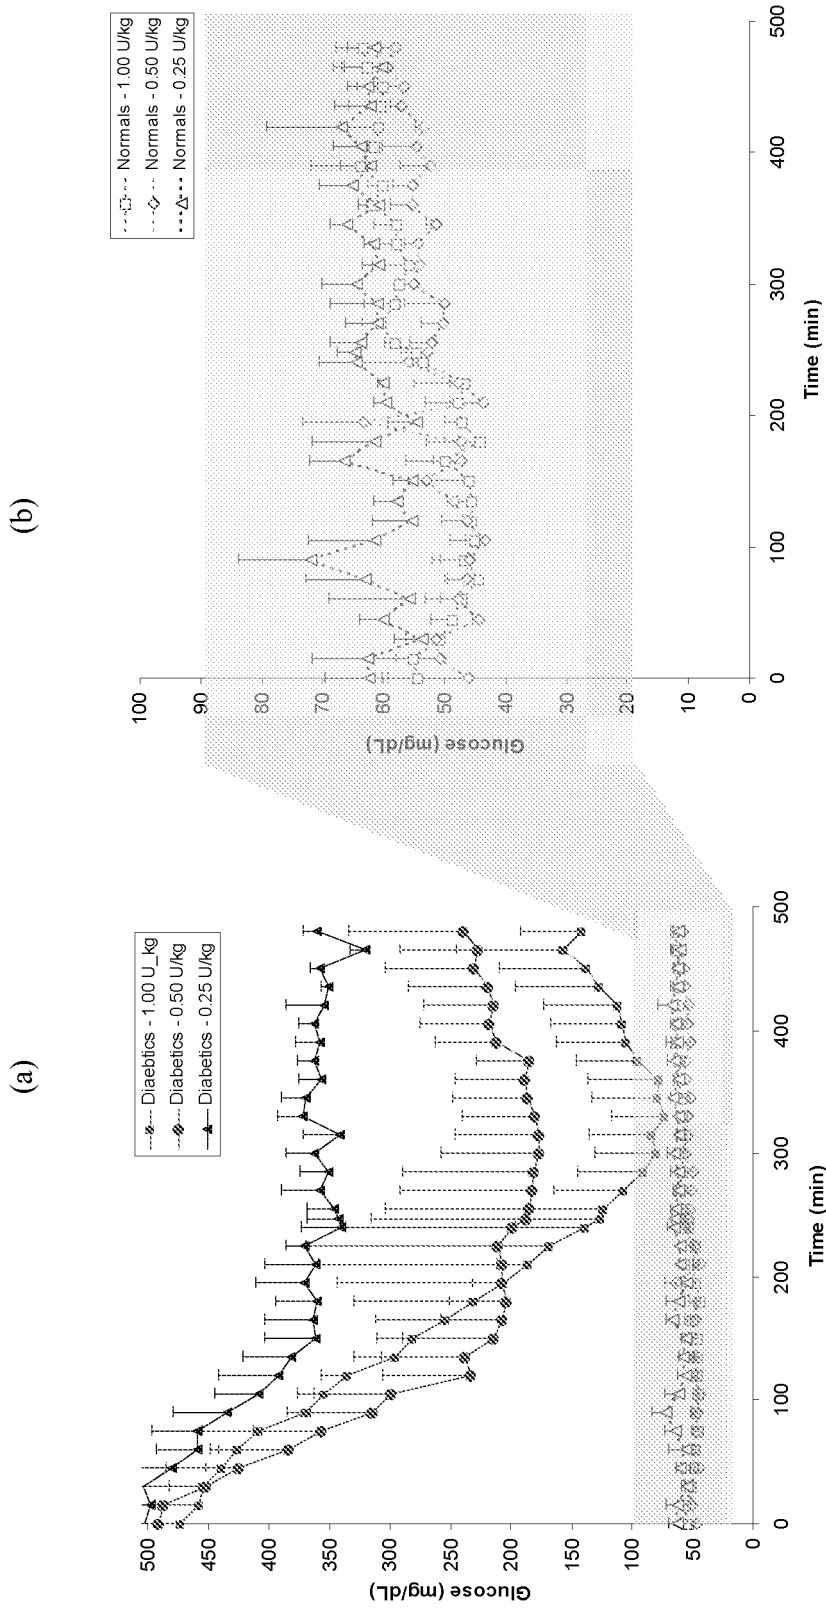 (a)
Diaebtics - 1.00 U_kg
Diabetics - 0.50 U/kg
Diabetics - 0.25 U/kg
Glucose (mg/dL)
500
450
400
350
300
250
200
150
100
50
0
0
100
200
300
400
500
Time (min)
(b)
Normals - 1.00 U/kg
Normals - 0.50 U/kg
Normals - 0.25 U/kg
Glucose (mg/dL)
100
90
80
70
60
50
40
30
20
10
0
0
100
200
300
400
500
Time (min)